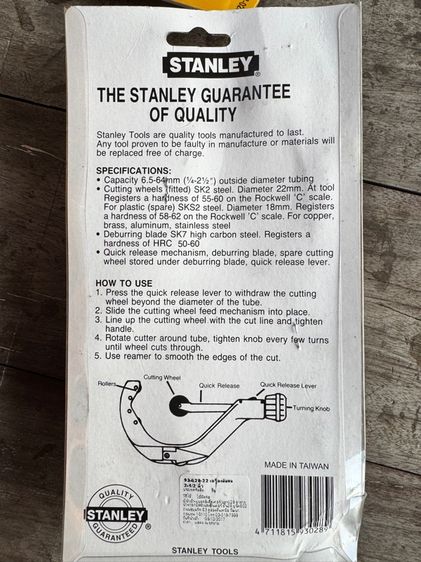 STANLEY
THE STANLEY GUARANTEE
OF QUALITY
Stanley Tools are quality tools manufactured to last.
Any tool proven to be faulty in manufacture or materials will
be replaced free of charge.
SPECIFICATIONS:
• Capacity 6.5-64mm (¼-2½") outside diameter tubing
• Cutting wheels (fitted) SK2 steel. Diameter 22mm. At tool
Registers a hardness of 55-60 on the Rockwell 'C' scale.
For plastic (spare) SKS2 steel. Diameter 18mm. Registers
a hardness of 58-62 on the Rockwell 'C' scale. For copper,
brass, aluminum, stainless steel
• Deburring blade SK7 high carbon steel. Registers a
hardness of HRC 50-60
• Quick release mechanism, deburring blade, spare cutting
wheel stored under deburring blade, quick release lever.
HOW TO USE
1. Press the quick release lever to withdraw the cutting
wheel beyond the diameter of the tube.
2. Slide the cutting wheel feed mechanism into place.
3. Line up the cutting wheel with the cut line and tighten
handle.
4. Rotate cutter around tube, tighten knob every few turns
until wheel cuts through.
5. Use reamer to smooth the edges of the cut.
Rollers
Cutting Wheel
Quick Release
Quick Release Lever
Turning Knob
MADE IN TAIWAN
QUALITY
STANLEY
GUARANTEED
4 711815 930289
STANLEY TOOLS